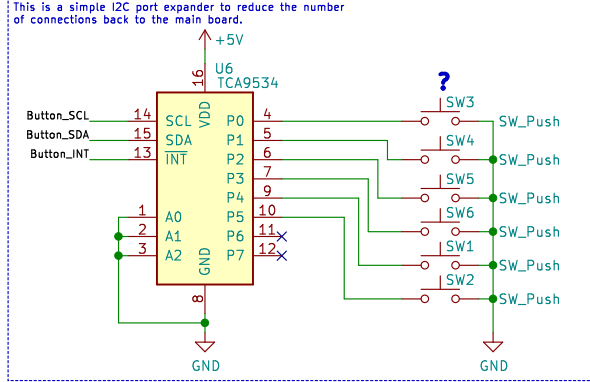 This is a simple I2C port expander to reduce the number
of connections back to the main board.
+5V
U6
TCA9534
?
16
VDD
Button_SCL 14 SCL P0 4 SW3 SW_Push
Button_SDA 15 SDA P1 5 SW4 SW_Push
Button_INT 13 INT P2 6 SW5 SW_Push
P3 7 SW6 SW_Push
P4 9 SW1 SW_Push
1 A0 P5 10 SW2 SW_Push
2 A1 P6 11
3 A2 P7 12
GND
8
GND GND